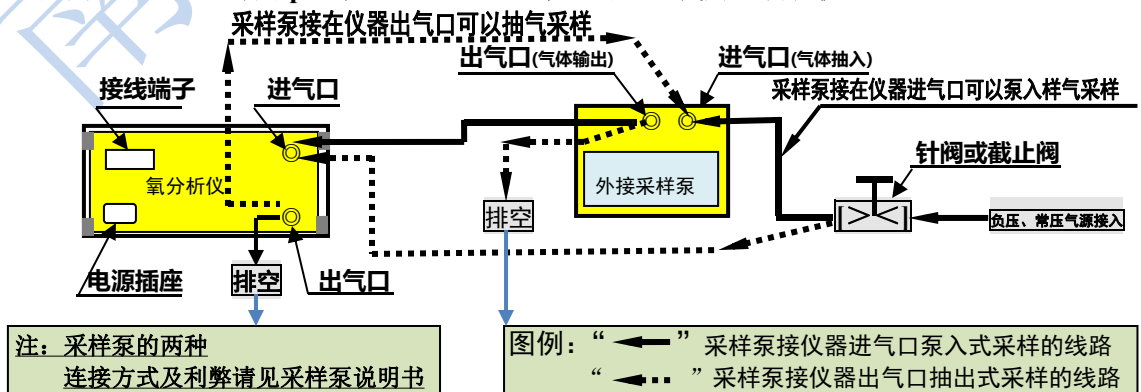 采样泵接在仪器出气口可以抽气采样
出气口(气体输出)
进气口(气体抽入)
接线端子
进气口
采样泵接在仪器进气口可以泵入样气采样
针阀或截止阀
氧分析仪
外接采样泵
排空
[><]
负压、常压气源接入
电源插座
排空
出气口
注：采样泵的两种
连接方式及利弊请见采样泵说明书
图例：“ ” 采样泵接仪器进气口泵入式采样的线路
“ ” 采样泵接仪器出气口抽出式采样的线路